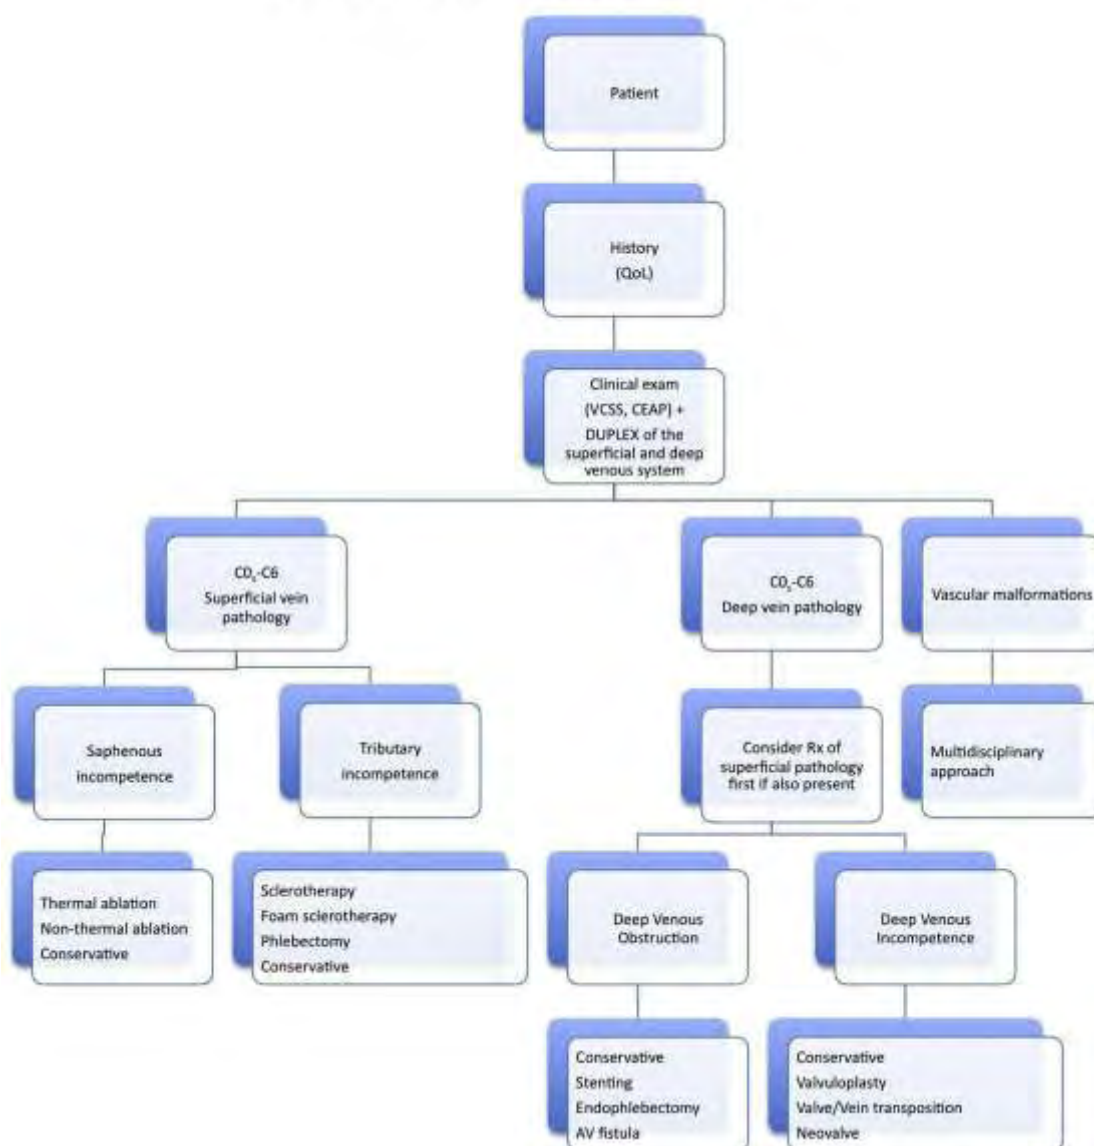 Patient
History
(QoL)
Clinical exam
(VCSS, CEAP) +
DUPLEX of the
superficial and deep
venous system
C0s-C6
Superficial vein
pathology
C0s-C6
Deep vein pathology
Vascular malformations
Saphenous
incompetence
Tributary
incompetence
Consider Rx of
superficial pathology
first if also present
Multidisciplinary
approach
Thermal ablation
Non-thermal ablation
Conservative
Sclerotherapy
Foam sclerotherapy
Phlebectomy
Conservative
Deep Venous
Obstruction
Deep Venous
Incompetence
Conservative
Stenting
Endophlebectomy
AV fistula
Conservative
Valvuloplasty
Valve/Vein transposition
Neovalve